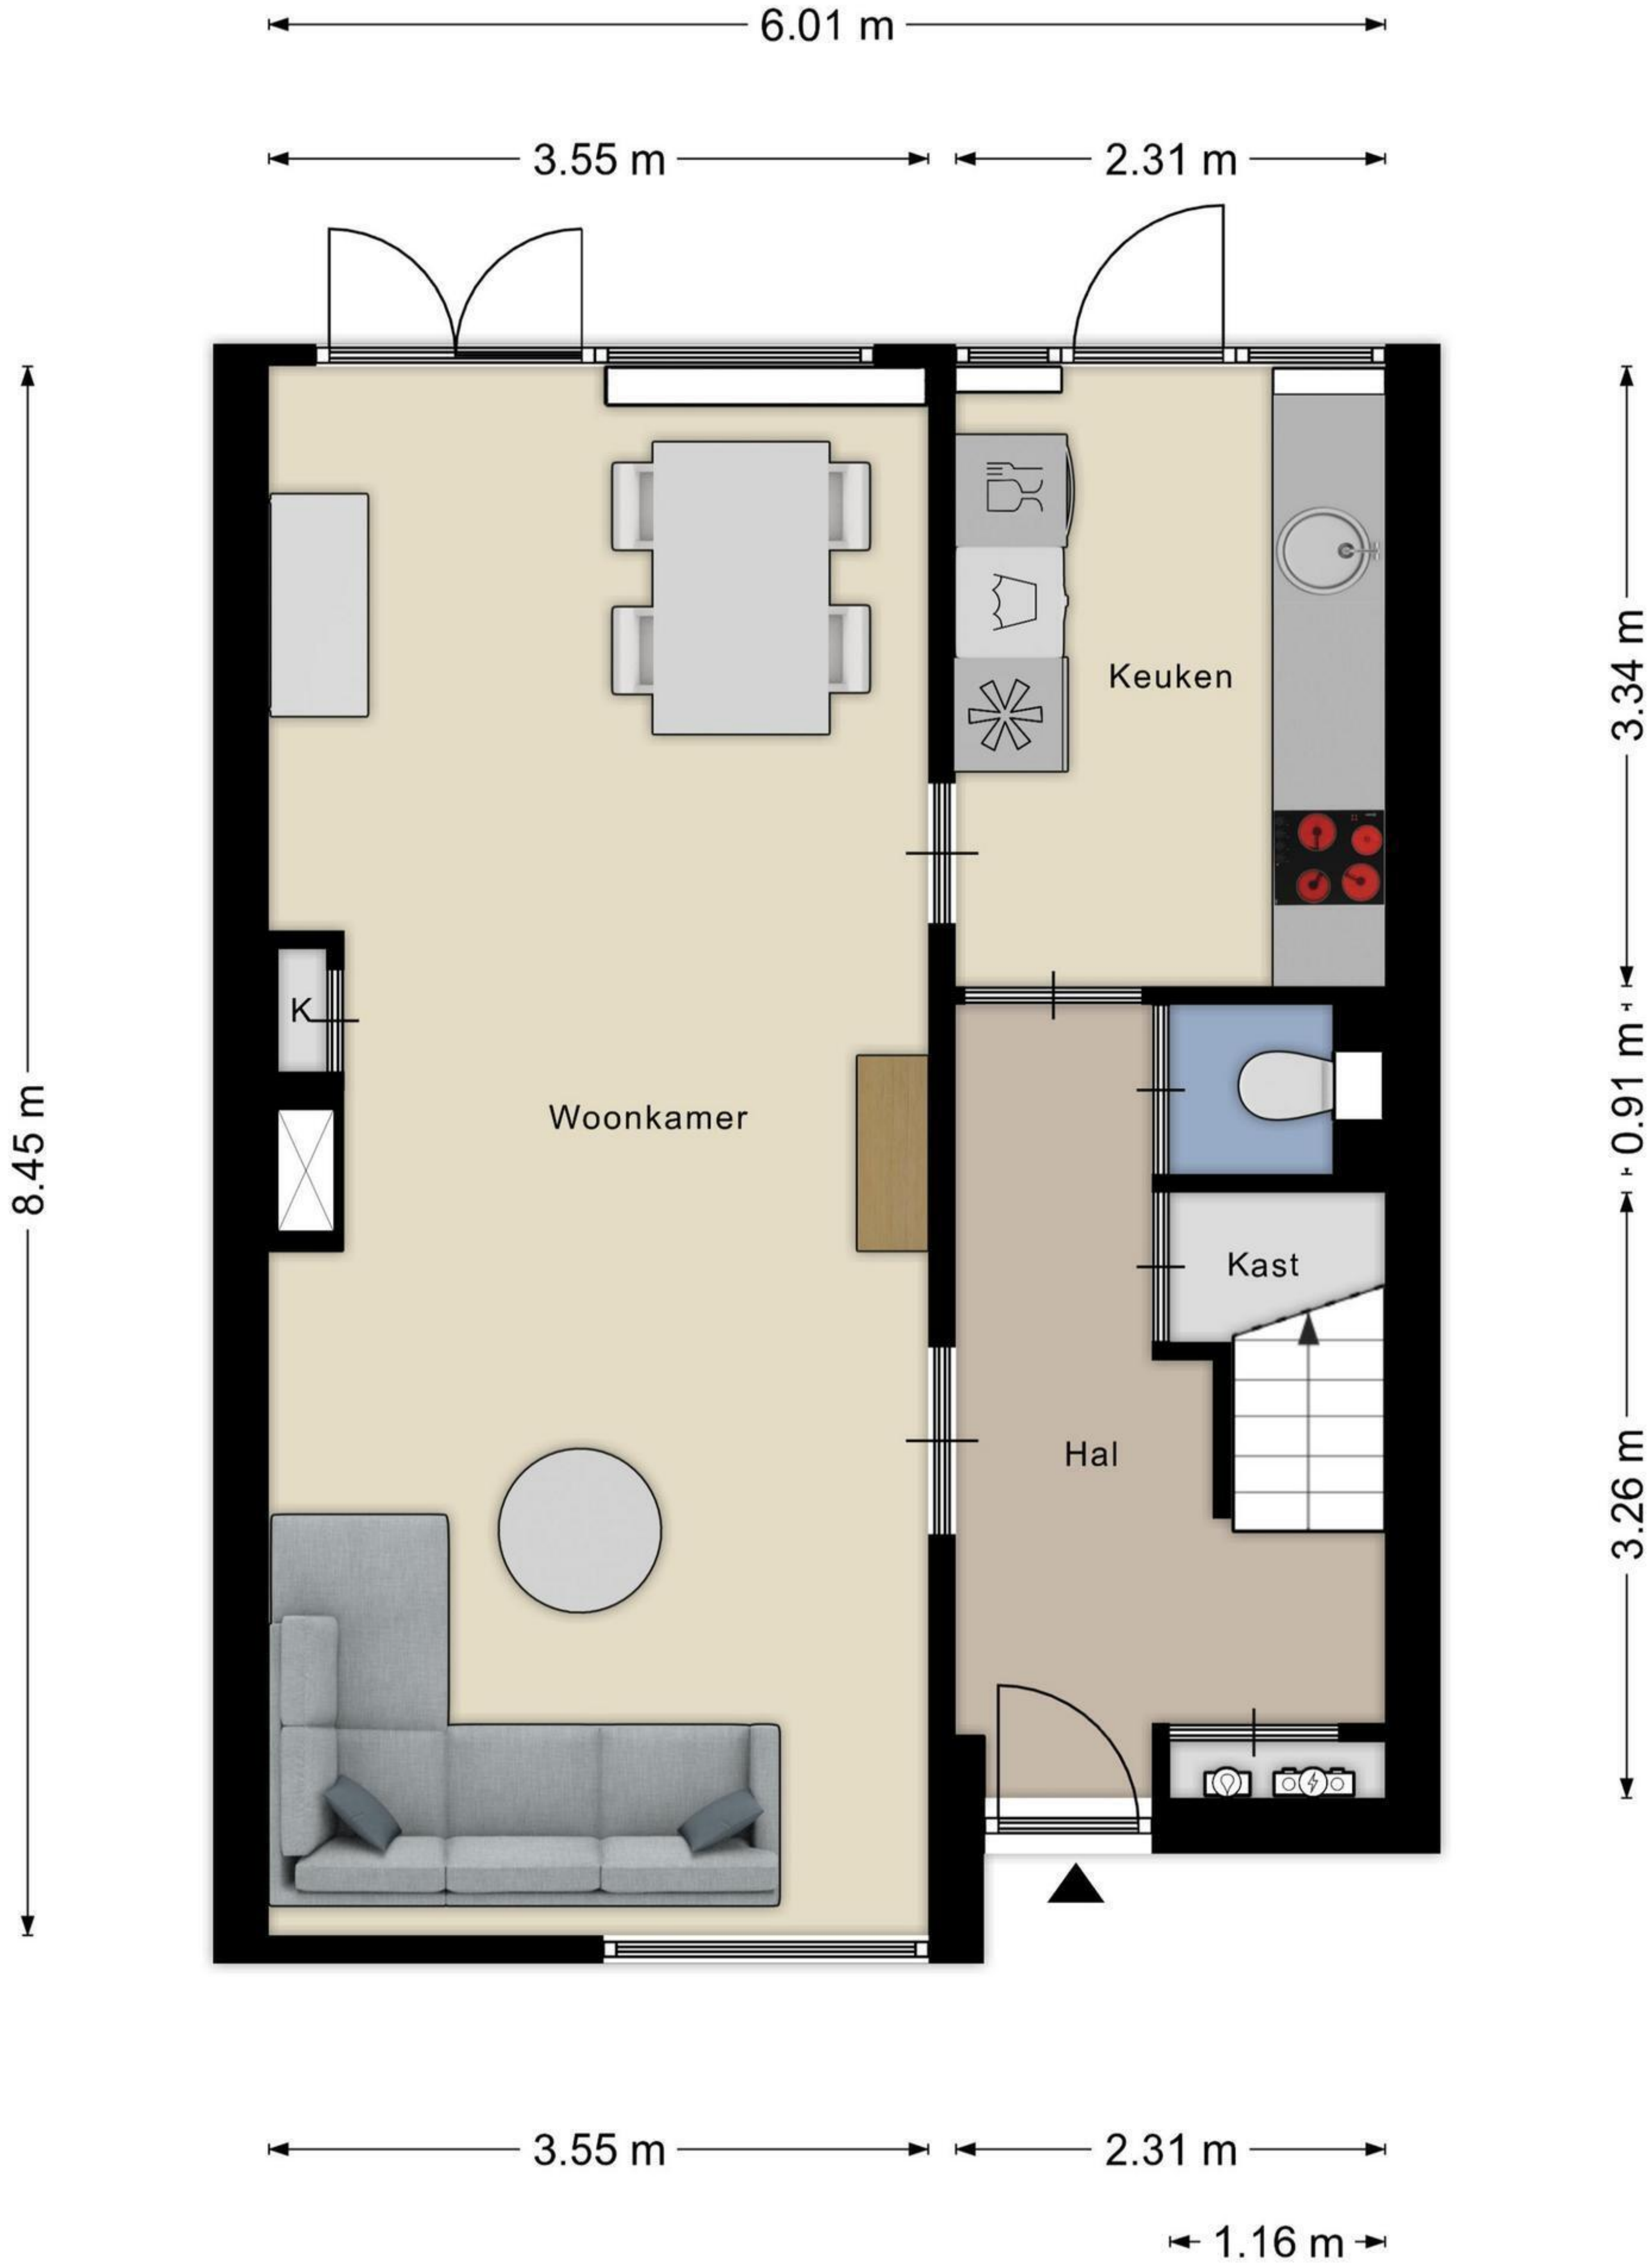 6.01 m
3.55 m
2.31 m
Keuken
3.34 m
K
0.91 m
Woonkamer
8.45 m
Kast
Hal
3.26 m
3.55 m
2.31 m
1.16 m